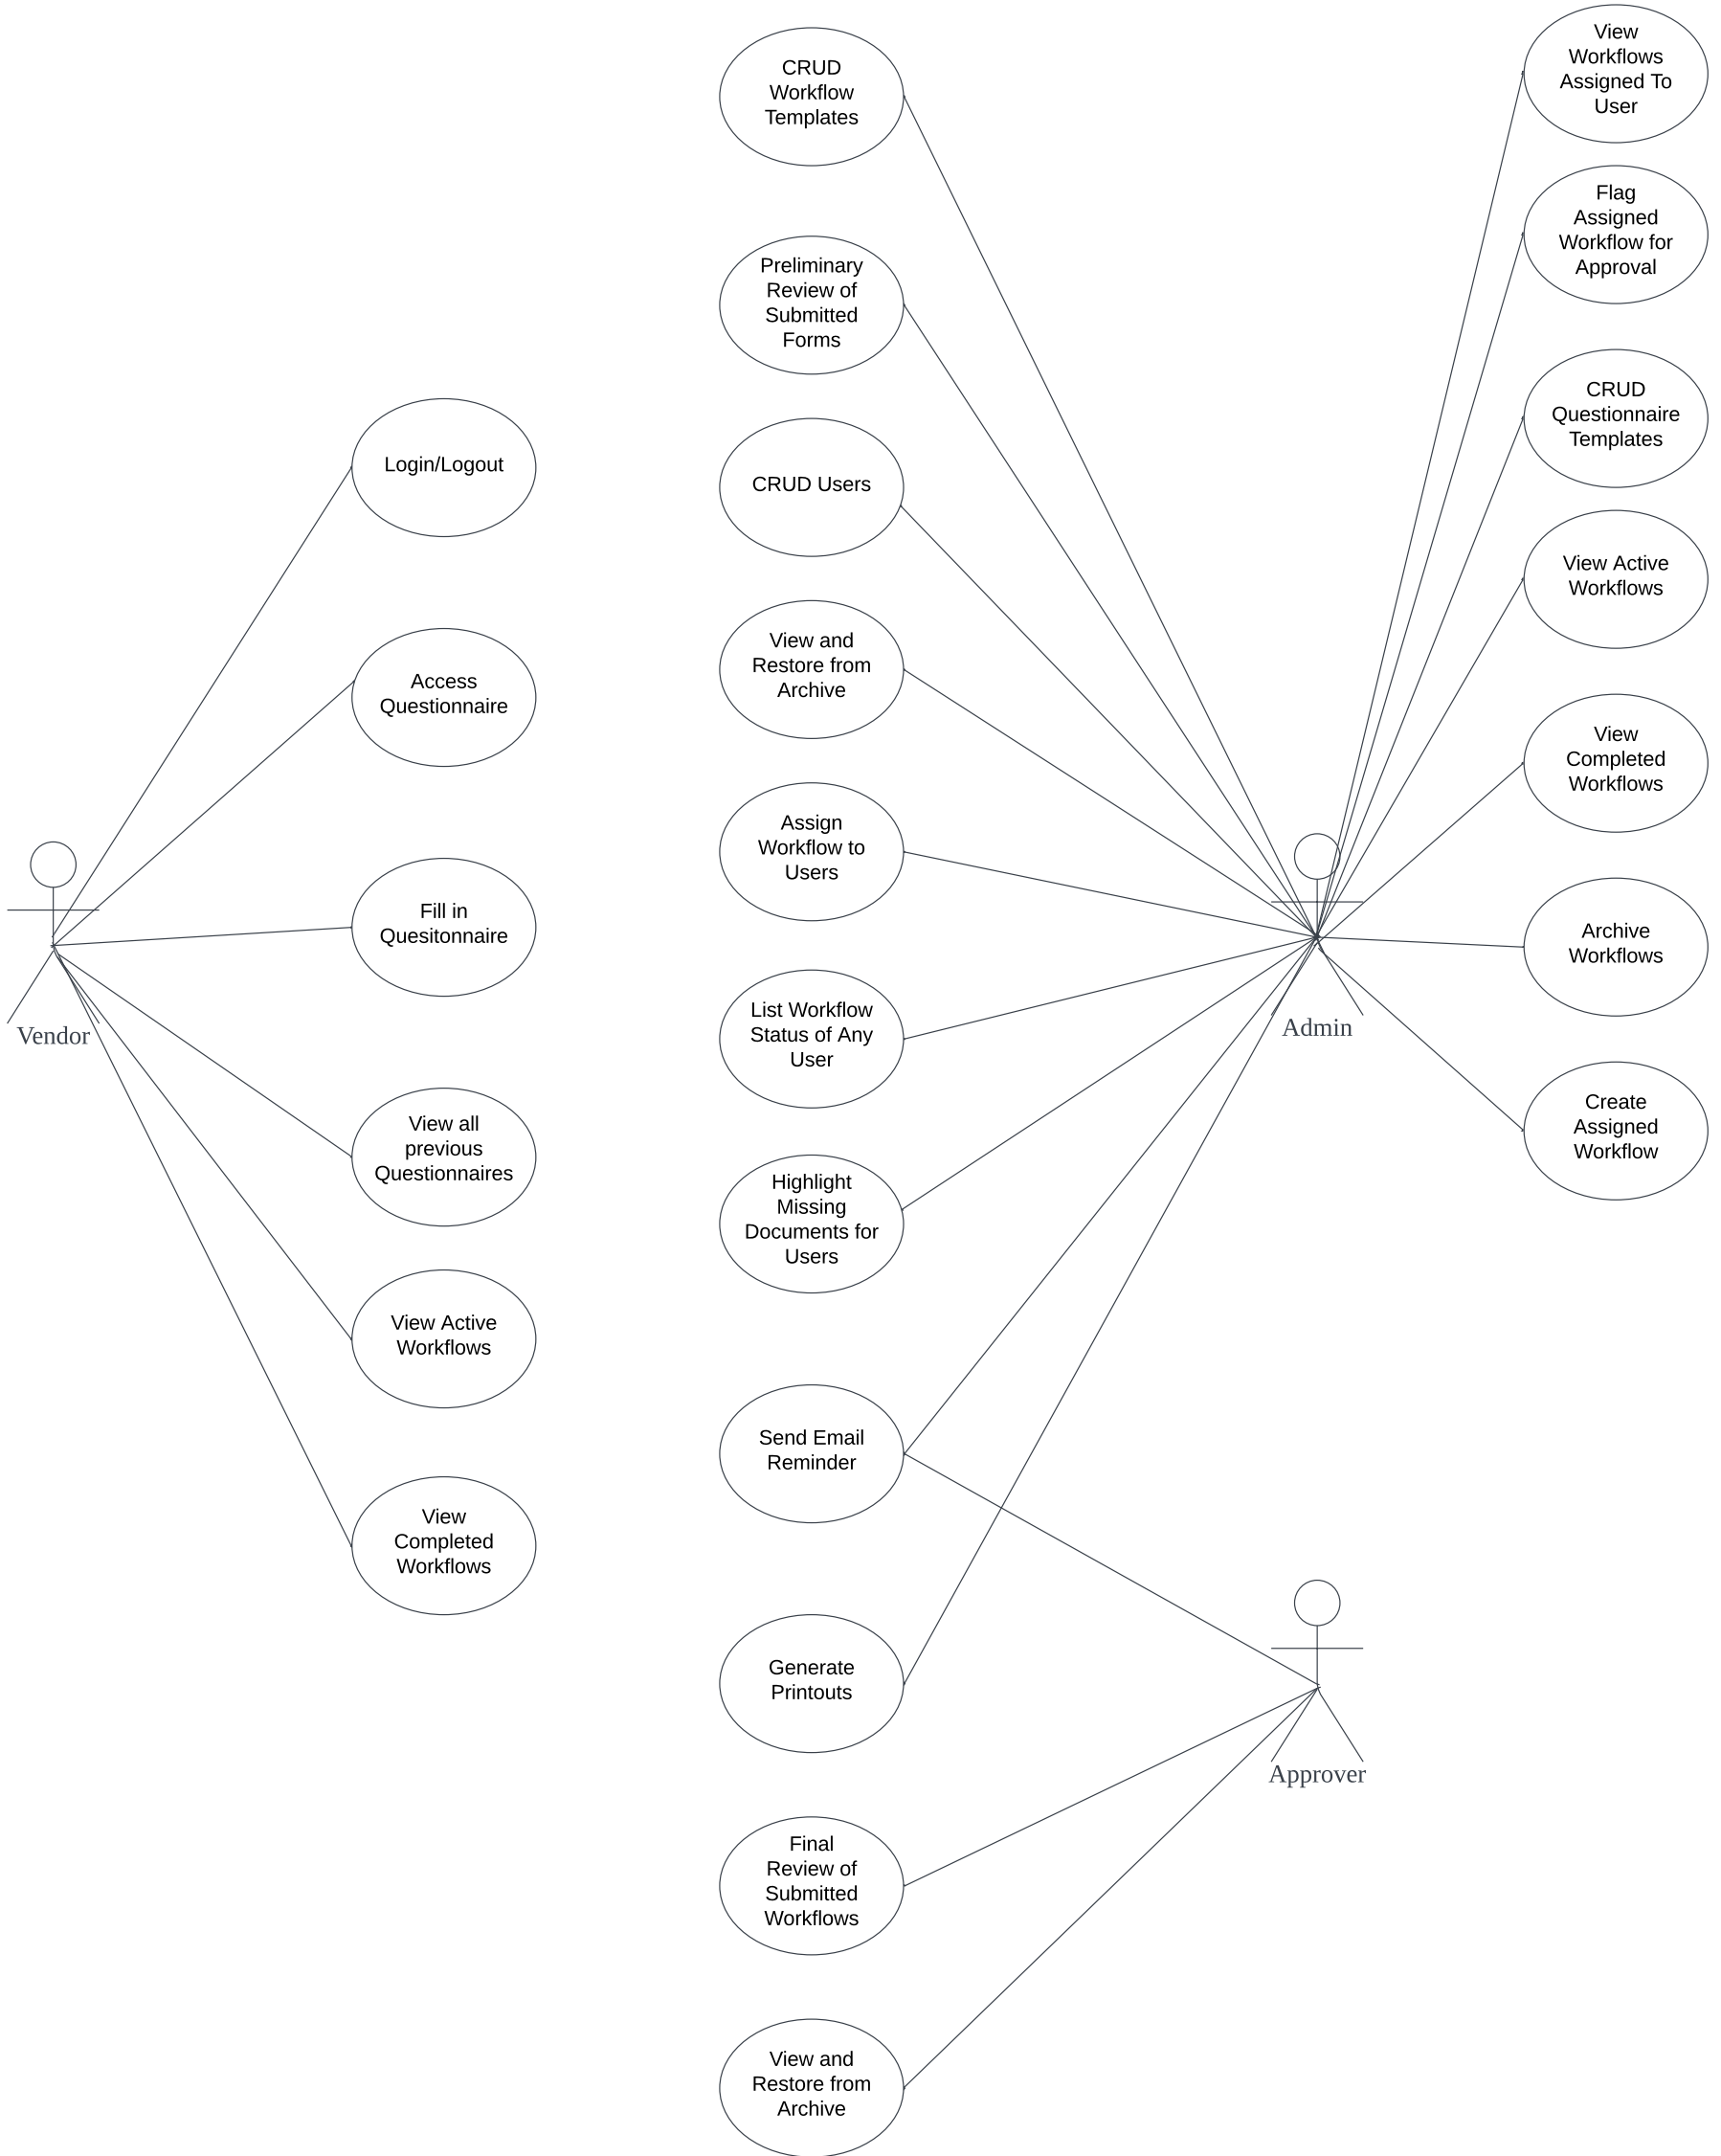 Login/Logout
Access
Questionnaire
Fill in
Quesitonnaire
Vendor
View all
previous
Questionnaires
View Active
Workflows
View
Completed
Workflows
CRUD
Workflow
Templates
Preliminary
Review of
Submitted
Forms
CRUD Users
View and
Restore from
Archive
Assign
Workflow to
Users
List Workflow
Status of Any
User
Highlight
Missing
Documents for
Users
Send Email
Reminder
Generate
Printouts
Final
Review of
Submitted
Workflows
View and
Restore from
Archive
Admin
Approver
View
Workflows
Assigned To
User
Flag
Assigned
Workflow for
Approval
CRUD
Questionnaire
Templates
View Active
Workflows
View
Completed
Workflows
Archive
Workflows
Create
Assigned
Workflow